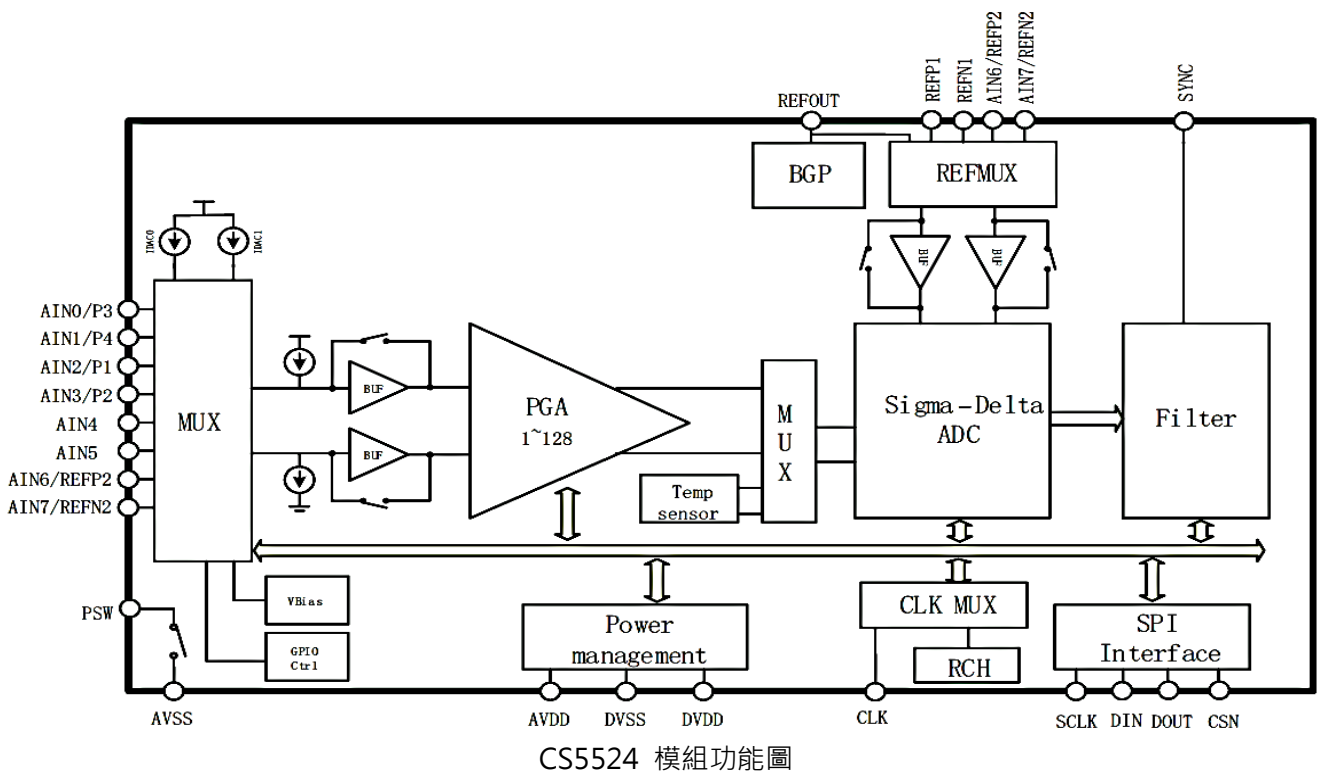 REFOUT
REFP1
REFN1
AIN6/REFP2
AIN7/REFN2
SYNC
BGP
REFMUX
IDAC0
IDAC1
BUF
BUF
AIN0/P3
AIN1/P4
AIN2/P1
AIN3/P2
AIN4
AIN5
AIN6/REFP2
AIN7/REFN2
MUX
BUF
BUF
PGA
1~128
MUX
Temp
sensor
Sigma-Delta
ADC
Filter
PSW
VBias
GPIO
Ctrl
Power
management
CLK MUX
RCH
SPI
Interface
AVSS
AVDD
DVSS
DVDD
CLK
SCLK
DIN
DOUT
CSN
CS5524 模組功能圖